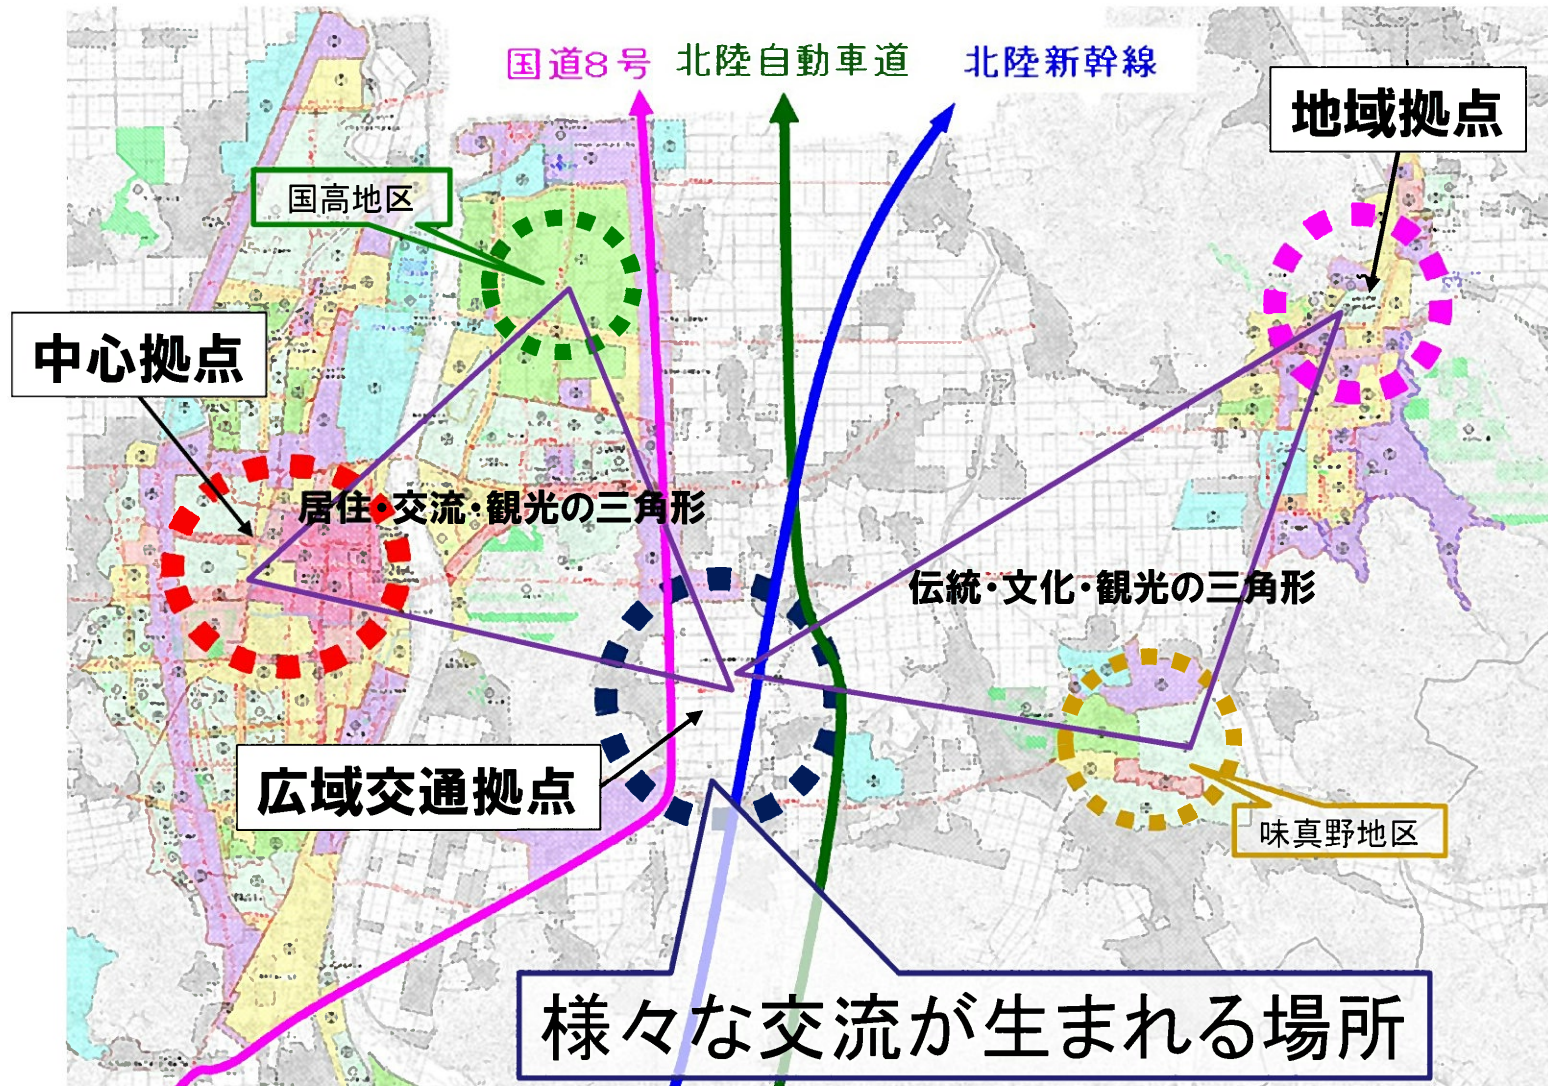 国道8号
北陸自動車道
北陸新幹線
地域拠点
国高地区
中心拠点
居住・交流・観光の三角形
伝統・文化・観光の三角形
広域交通拠点
味真野地区
様々な交流が生まれる場所